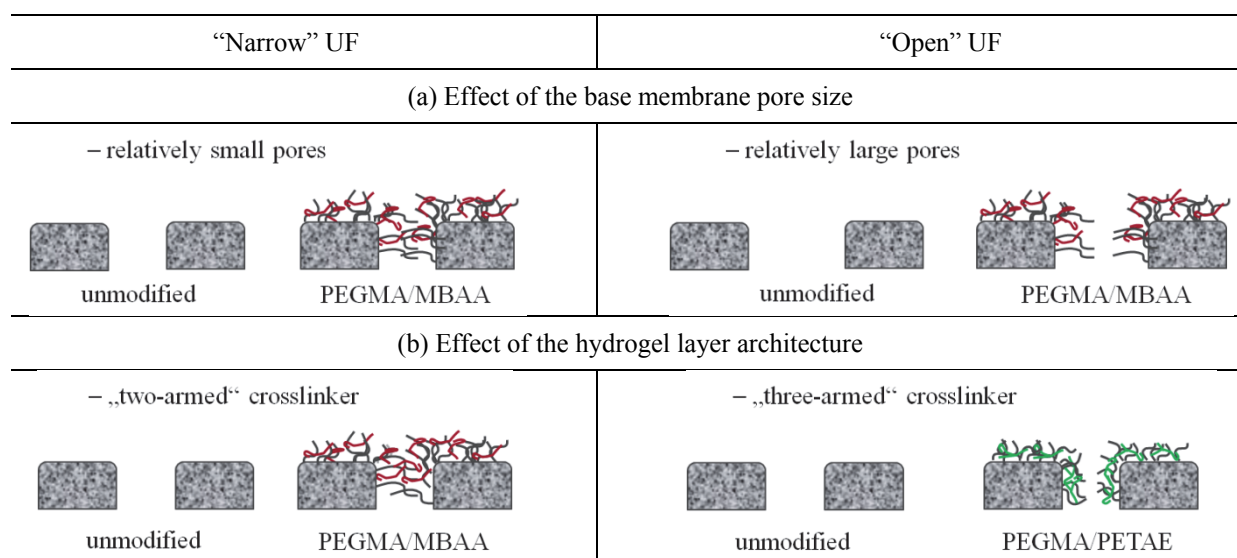 “Narrow” UF
“Open” UF
(a) Effect of the base membrane pore size
– relatively small pores
– relatively large pores
unmodified
PEGMA/MBAA
unmodified
PEGMA/MBAA
(b) Effect of the hydrogel layer architecture
– „two-armed“ crosslinker
– „three-armed“ crosslinker
unmodified
PEGMA/MBAA
unmodified
PEGMA/PETAE